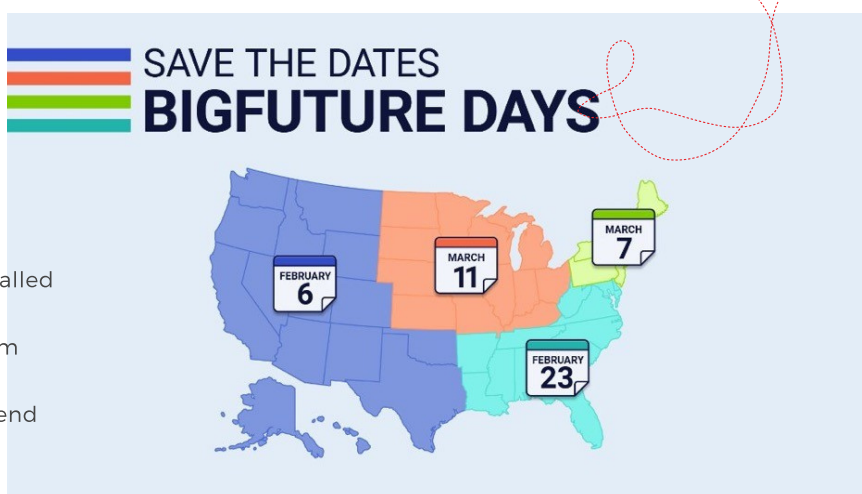 SAVE THE DATES
BIGFUTURE DAYS
alled
m
end
FEBRUARY
6
MARCH
11
MARCH
7
FEBRUARY
23